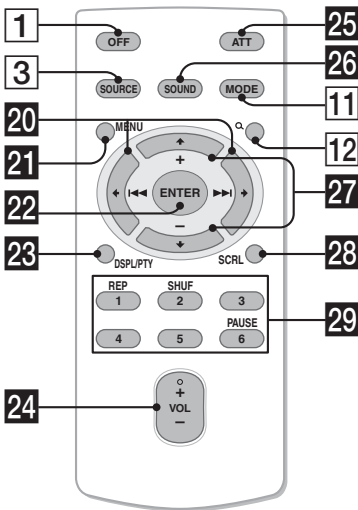 1 OFF ATT 25
3 SOURCE SOUND MODE 26
11
20 MENU 12
21
+
22 ENTER 27
−
23 DSPL/PTY SCRL 28
REP SHUF
1 2 3 29
PAUSE
4 5 6
+
24 VOL
−